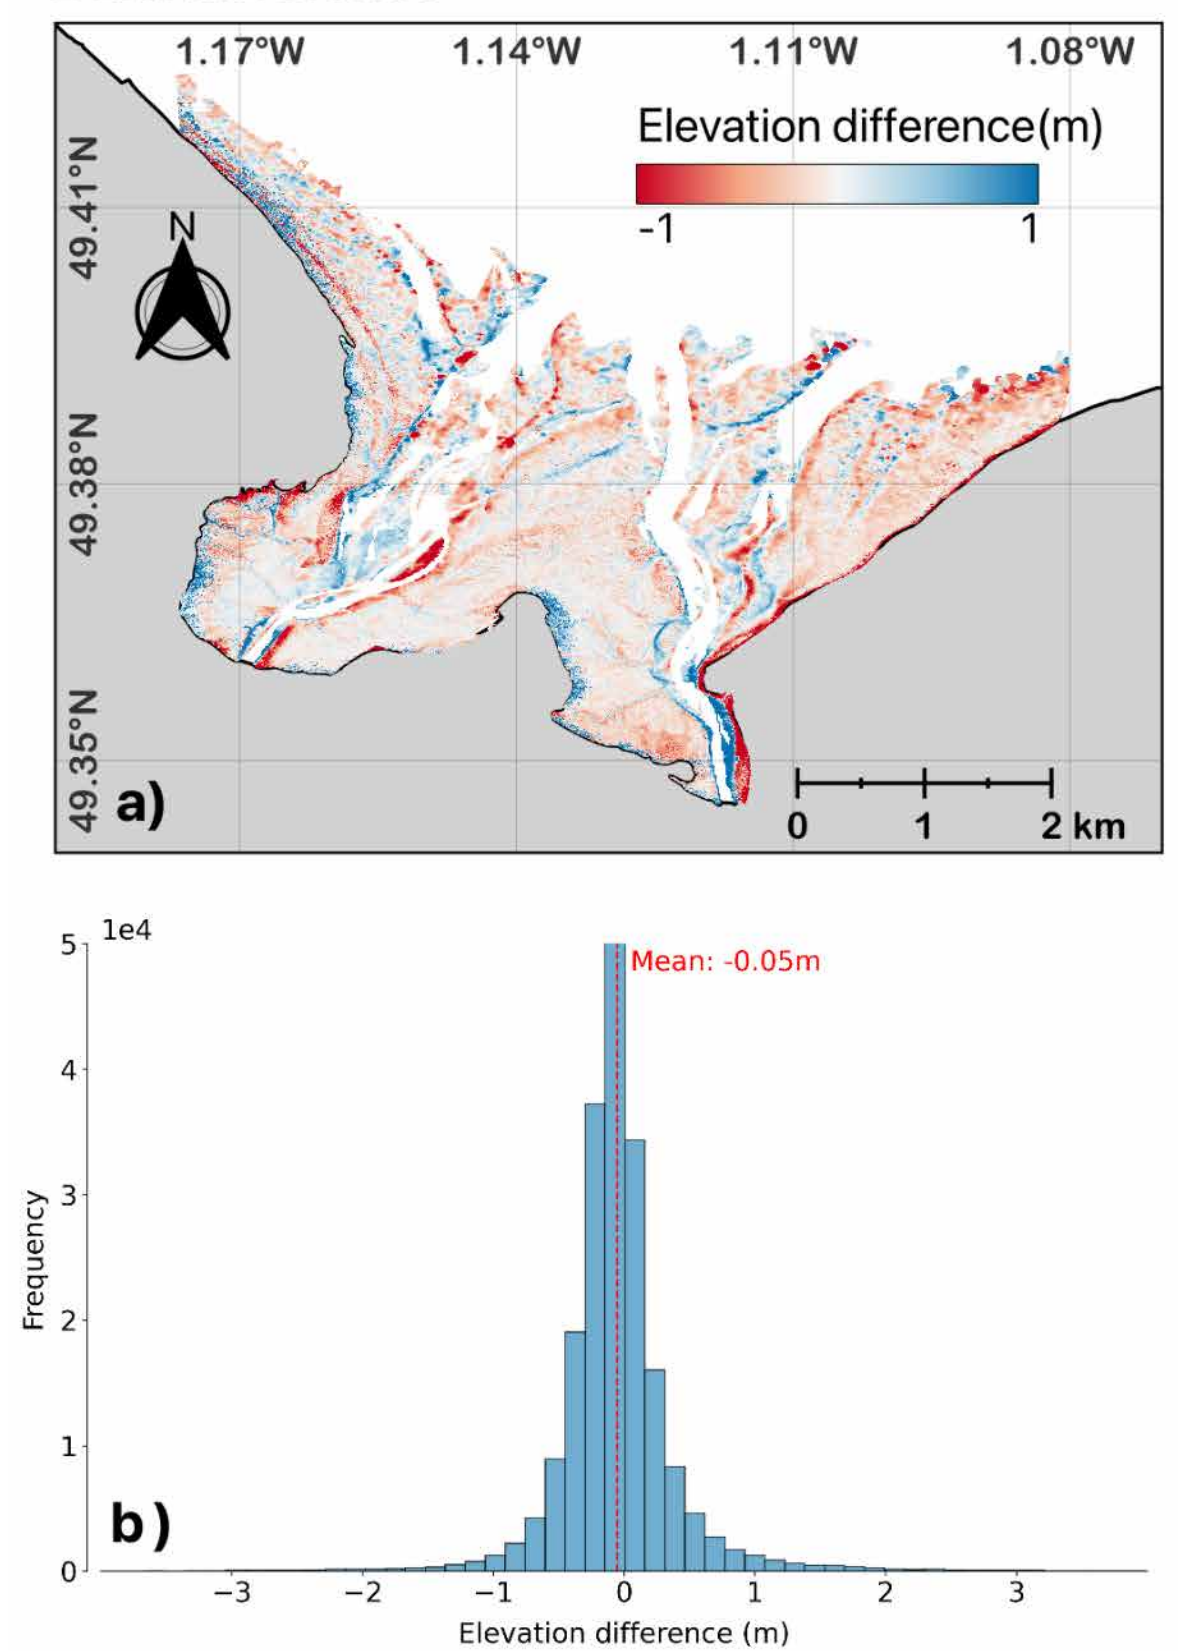 1.17°W 1.14°W 1.11°W 1.08°W
Elevation difference(m)
-1 1
49.41°N
N
49.38°N
49.35°N
a)
0 1 2 km
1e4
5
Mean: -0.05m
4
3
2
1
0
Frequency
b)
−3 −2 −1 0 1 2 3
Elevation difference (m)